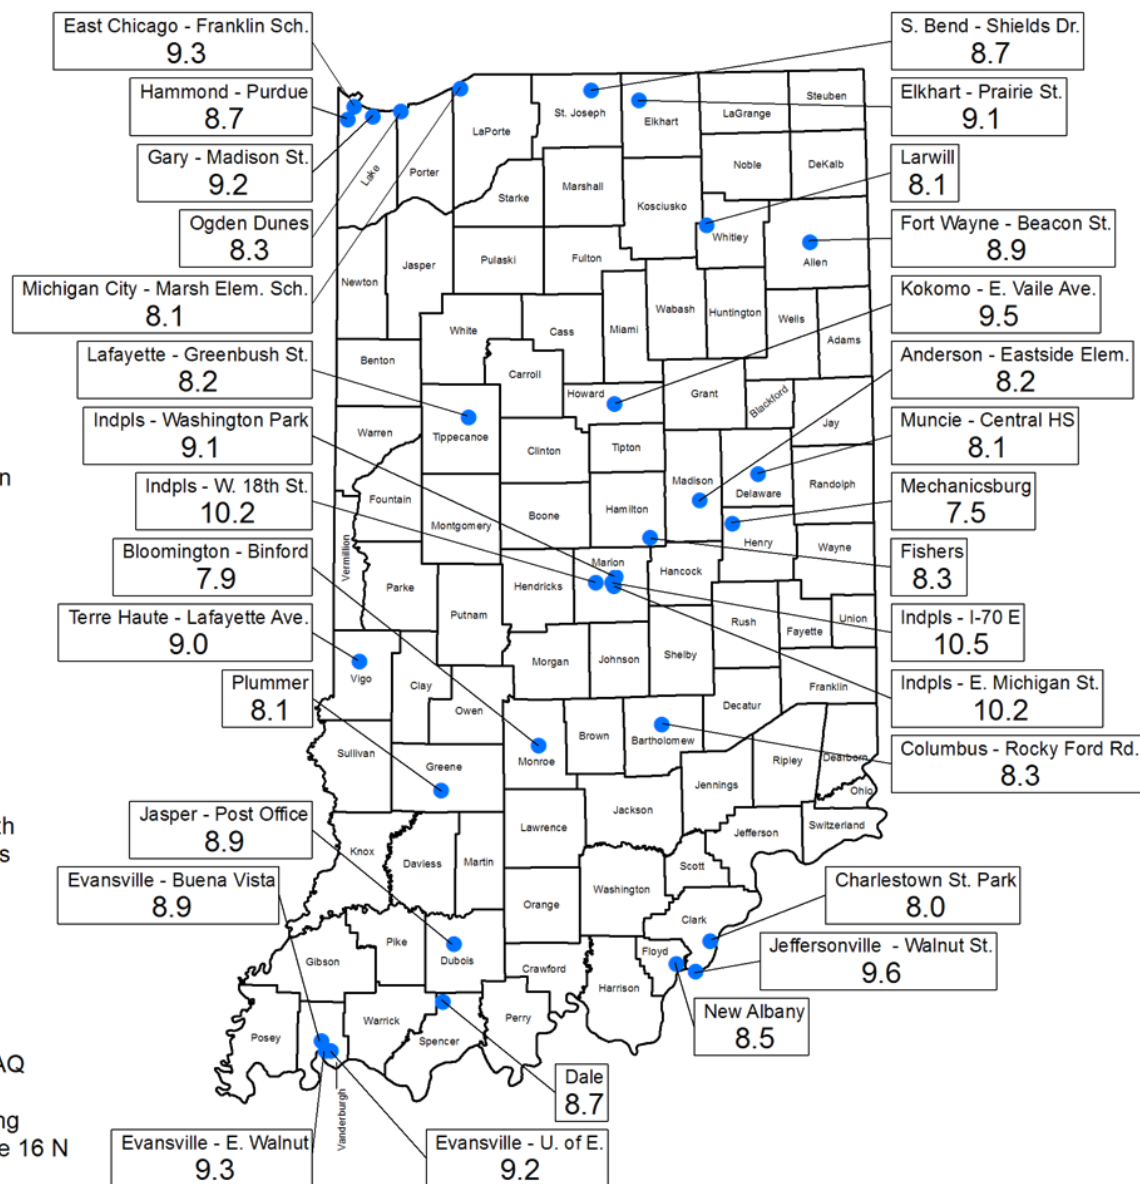 East Chicago - Franklin Sch.
9.3
Hammond - Purdue
8.7
Gary - Madison St.
9.2
Ogden Dunes
8.3
Michigan City - Marsh Elem. Sch.
8.1
Lafayette - Greenbush St.
8.2
Indpls - Washington Park
9.1
Indpls - W. 18th St.
10.2
Bloomington - Binford
7.9
Terre Haute - Lafayette Ave.
9.0
Plummer
8.1
Jasper - Post Office
8.9
Evansville - Buena Vista
8.9
Evansville - E. Walnut
9.3
Evansville - U. of E.
9.2
Dale
8.7
S. Bend - Shields Dr.
8.7
Elkhart - Prairie St.
9.1
Larwill
8.1
Fort Wayne - Beacon St.
8.9
Kokomo - E. Vaile Ave.
9.5
Anderson - Eastside Elem.
8.2
Muncie - Central HS
8.1
Mechanicsburg
7.5
Fishers
8.3
Indpls - I-70 E
10.5
Indpls - E. Michigan St.
10.2
Columbus - Rocky Ford Rd.
8.3
Charlestown St. Park
8.0
Jeffersonville - Walnut St.
9.6
New Albany
8.5
Lake
Porter
LaPorte
St. Joseph
Elkhart
LaGrange
Steuben
Noble
DeKalb
Starke
Marshall
Kosciusko
Whitley
Allen
Newton
Jasper
Pulaski
Fulton
Wabash
Huntington
Wells
Adams
White
Cass
Miami
Benton
Carroll
Howard
Grant
Blackford
Jay
Warren
Tippecanoe
Clinton
Tipton
Madison
Delaware
Randolph
Fountain
Montgomery
Boone
Hamilton
Henry
Wayne
Vermillion
Parke
Putnam
Hendricks
Marion
Hancock
Rush
Fayette
Union
Vigo
Clay
Owen
Morgan
Johnson
Shelby
Decatur
Franklin
Sullivan
Greene
Monroe
Brown
Bartholomew
Jennings
Ripley
Dearborn
Ohio
Switzerland
Jefferson
Jackson
Lawrence
Knox
Daviess
Martin
Orange
Washington
Scott
Clark
Floyd
Harrison
Crawford
Gibson
Pike
Dubois
Posey
Vanderburgh
Warrick
Spencer
Perry
n
th
s
AQ
ng
e 16 N